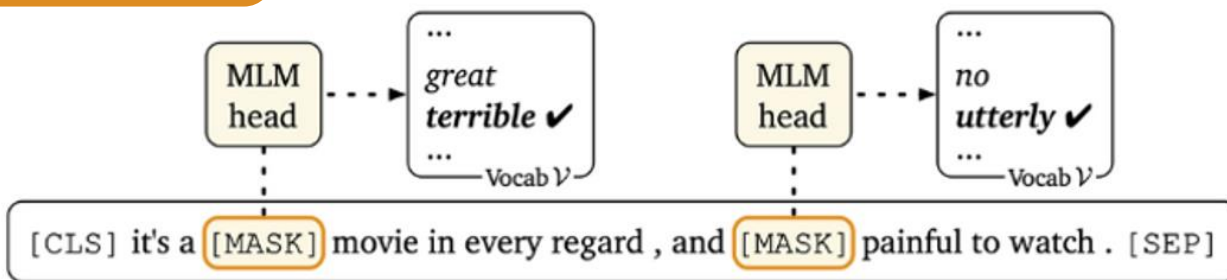 MLM
head
...
great
terrible ✔
...
Vocab 𝒱
MLM
head
...
no
utterly ✔
...
Vocab 𝒱
[CLS] it's a [MASK] movie in every regard , and [MASK] painful to watch . [SEP]